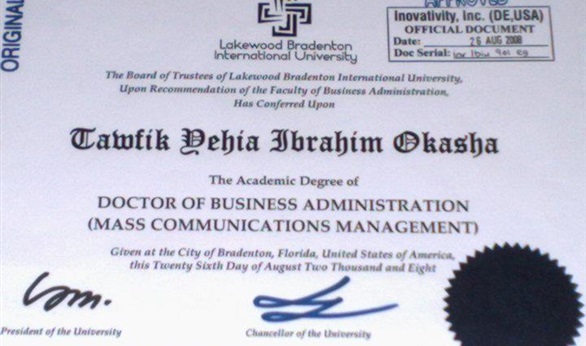 ORIGINAL
APPROVED
Inovativity, Inc. (DE,USA)
OFFICIAL DOCUMENT
Date: 26 AUG 2008
Doc Serial:
Lakewood Bradenton
International University
The Board of Trustees of Lakewood Bradenton International University,
Upon Recommendation of the Faculty of Business Administration,
Has Conferred Upon
Tawfik Yehia Ibrahim Okasha
The Academic Degree of
DOCTOR OF BUSINESS ADMINISTRATION
(MASS COMMUNICATIONS MANAGEMENT)
Given at the City of Bradenton, Florida, United States of America,
this Twenty Sixth Day of August Two Thousand and Eight
President of the University
Chancellor of the University